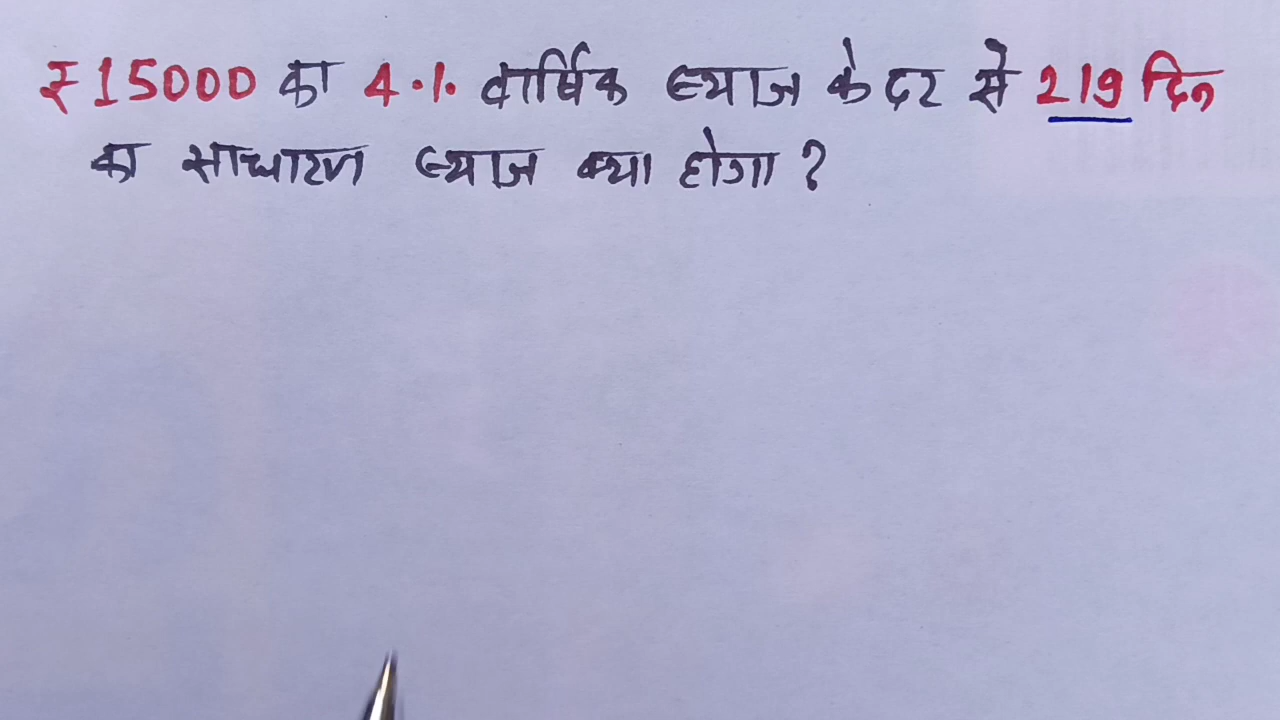 ₹15000 का 4% वार्षिक ब्याज के दर से 219 दिन
का साधारण ब्याज क्या होगा ?